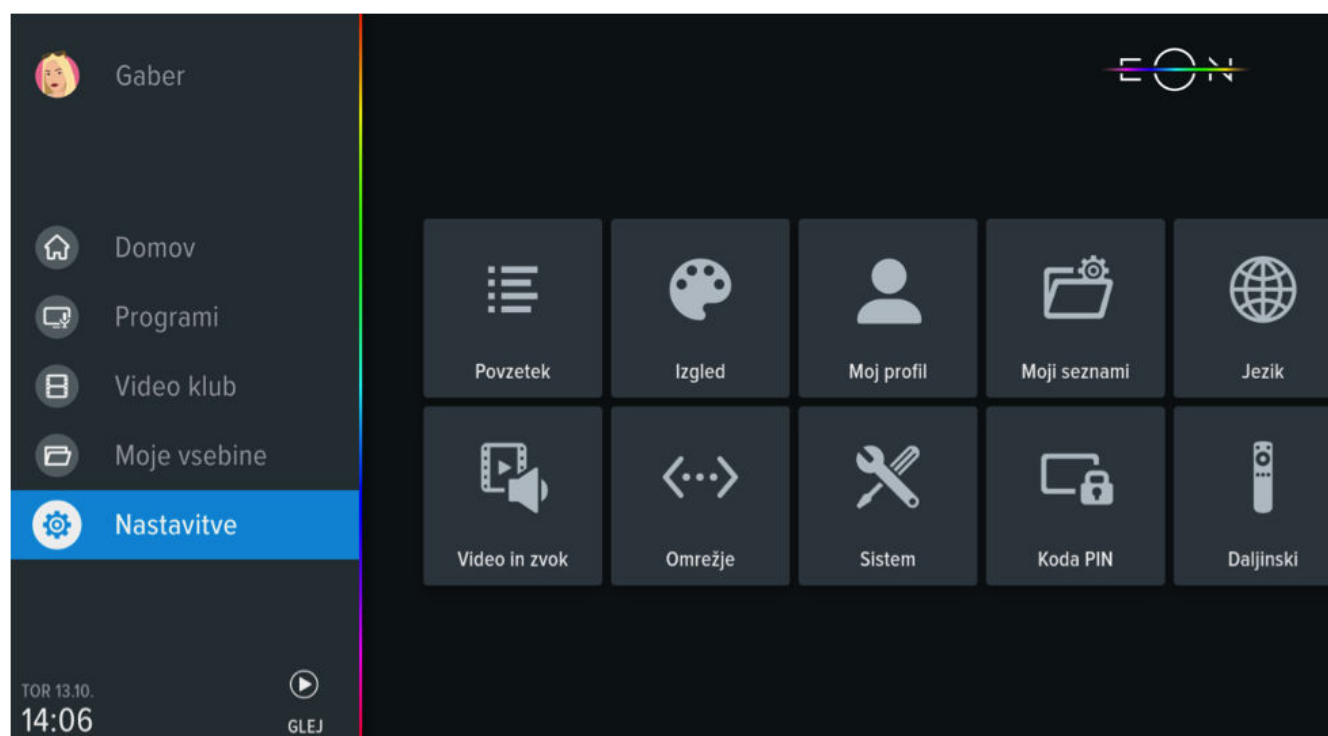 Gaber
EON
Domov
Programi
Video klub
Moje vsebine
Nastavitve
TOR 13.10.
14:06
GLEJ
Povzetek
Izgled
Moj profil
Moji seznami
Jezik
Video in zvok
Omrežje
Sistem
Koda PIN
Daljinski